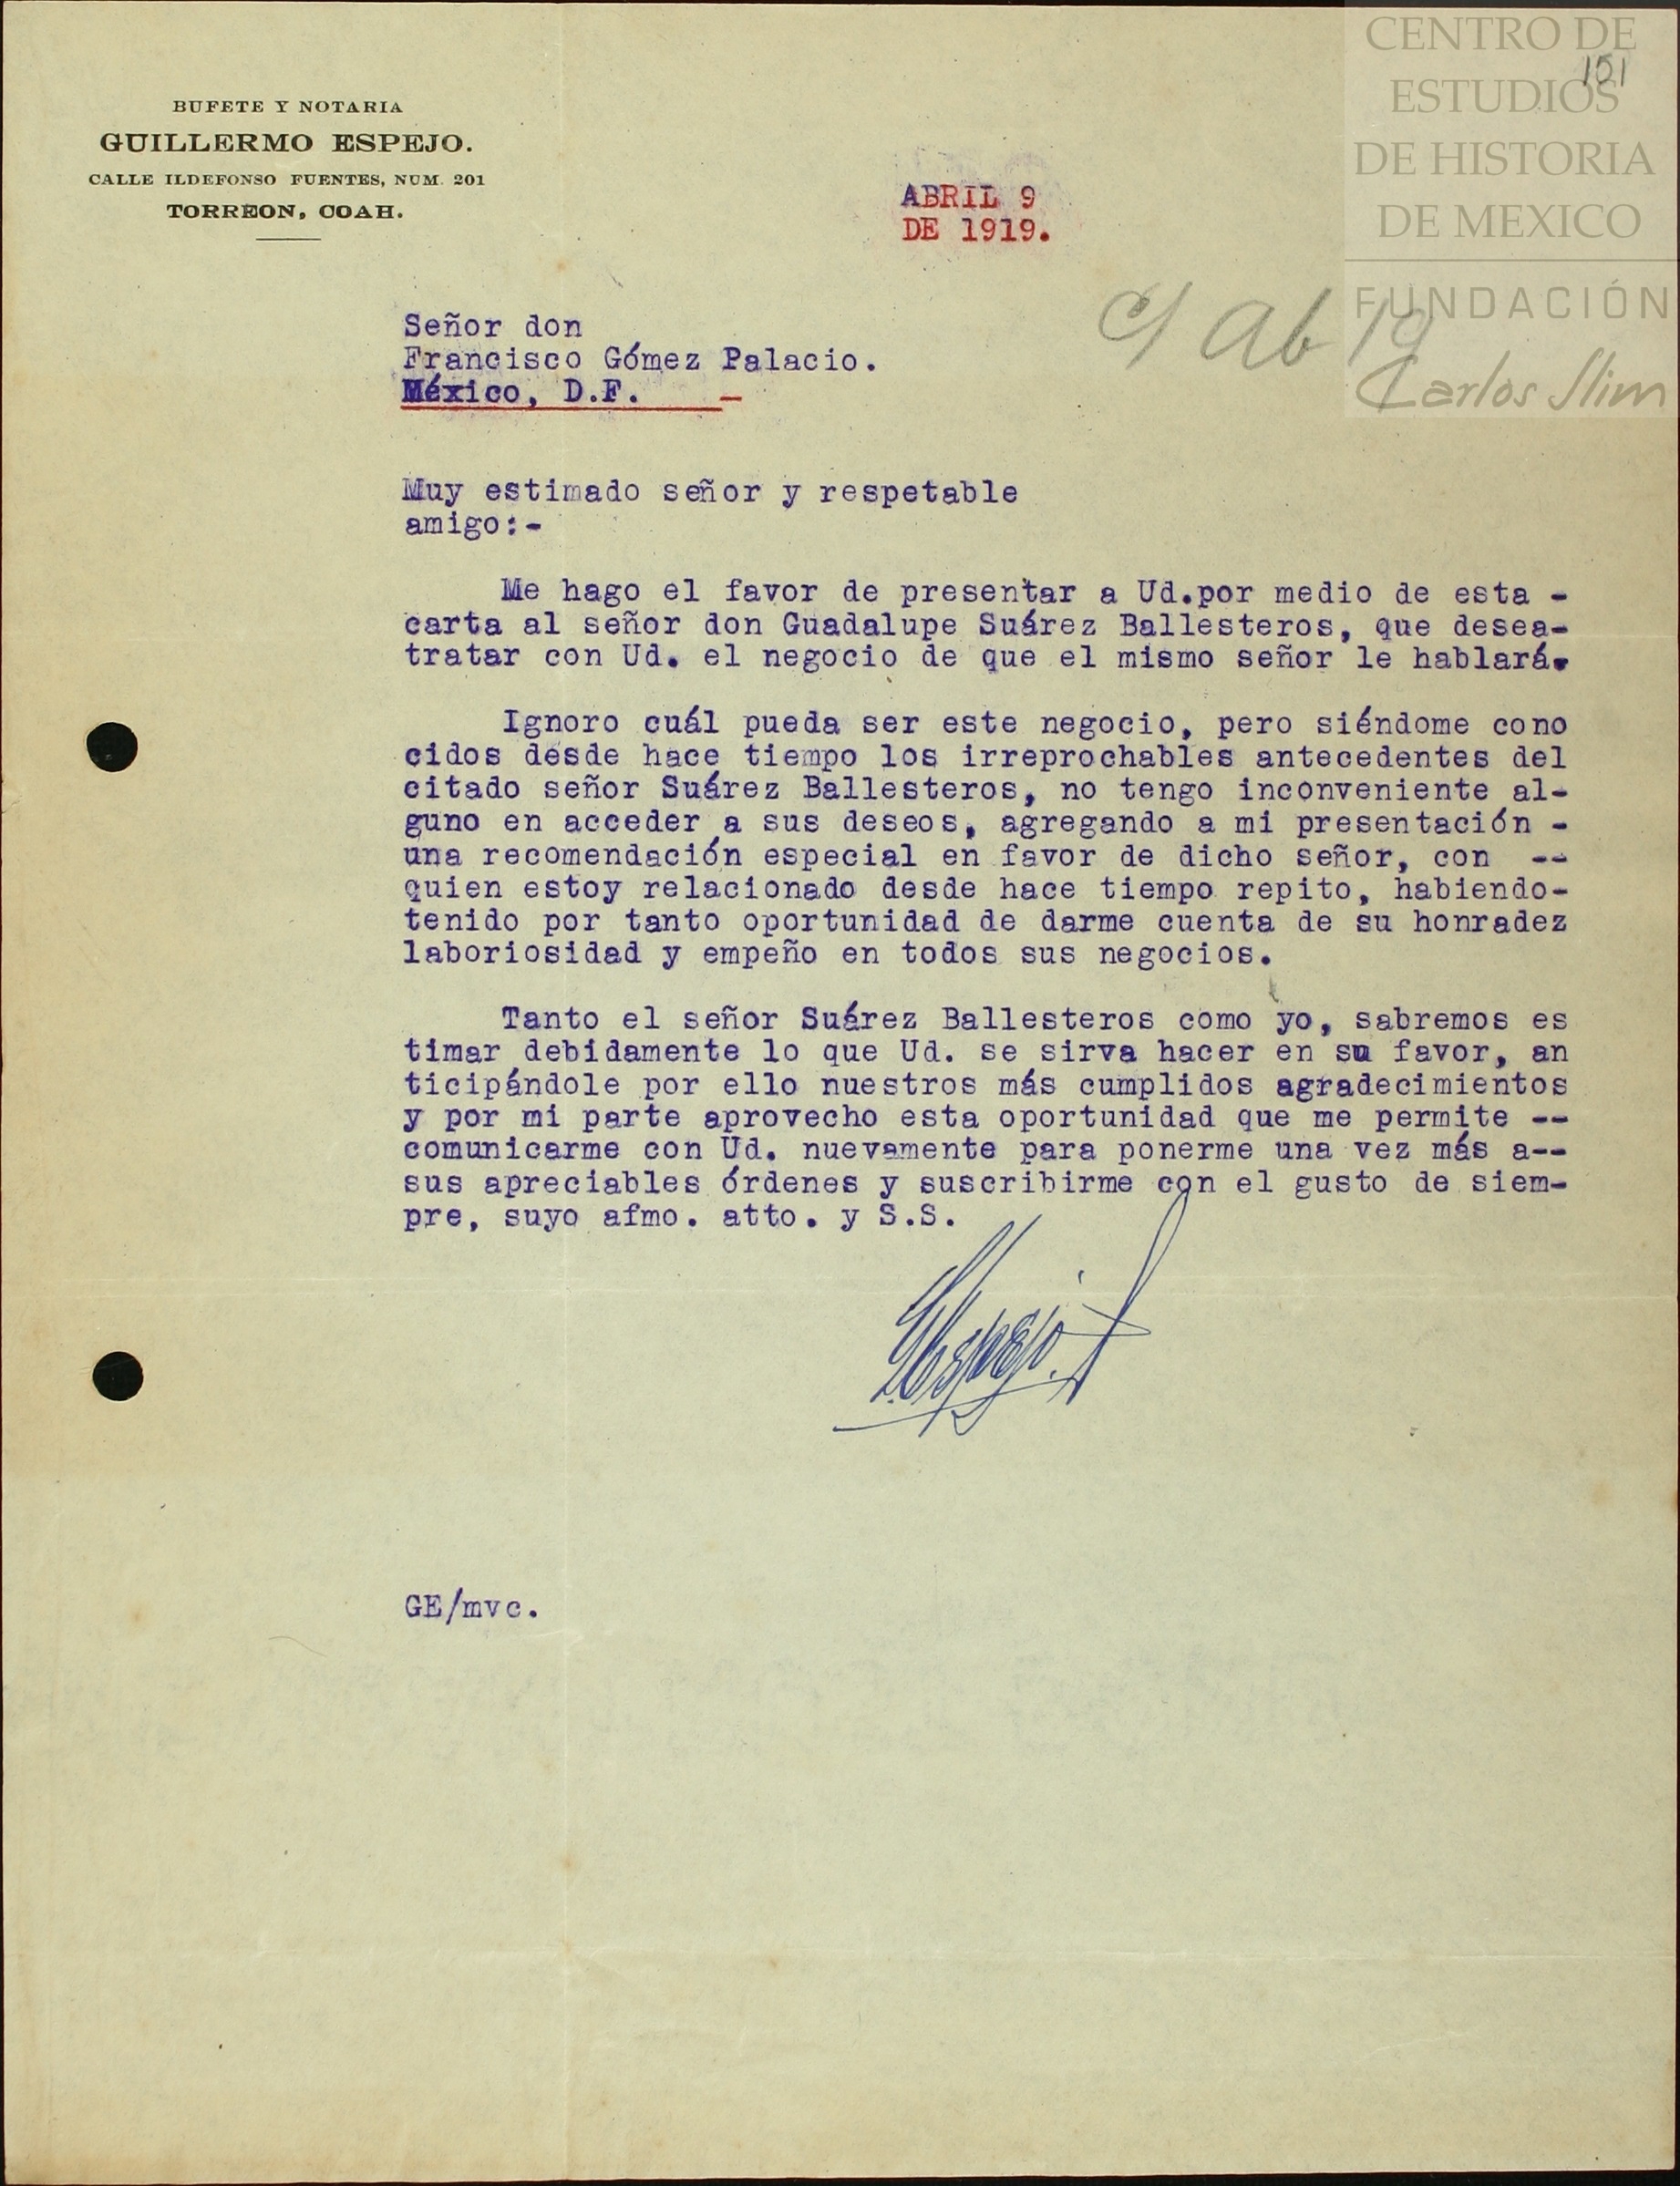 CENTRO DE
ESTUDIOS
DE HISTORIA
DE MEXICO
FUNDACIÓN
Carlos Slim
151
BUFETE Y NOTARIA
GUILLERMO ESPEJO.
CALLE ILDEFONSO FUENTES, NUM. 201
TORREON, COAH.
ABRIL 9
DE 1919.
C/ Ab 19
Señor don
Francisco Gómez Palacio.
México, D.F. _
Muy estimado señor y respetable
amigo:-
Me hago el favor de presentar a Ud.por medio de esta -
carta al señor don Guadalupe Suárez Ballesteros, que desea-
tratar con Ud. el negocio de que el mismo señor le hablará.
Ignoro cuál pueda ser este negocio, pero siéndome cono
cidos desde hace tiempo los irreprochables antecedentes del
citado señor Suárez Ballesteros, no tengo inconveniente al-
guno en acceder a sus deseos, agregando a mi presentación -
una recomendación especial en favor de dicho señor, con --
quien estoy relacionado desde hace tiempo repito, habiendo-
tenido por tanto oportunidad de darme cuenta de su honradez
laboriosidad y empeño en todos sus negocios.
Tanto el señor Suárez Ballesteros como yo, sabremos es
timar debidamente lo que Ud. se sirva hacer en su favor, an
ticipándole por ello nuestros más cumplidos agradecimientos
y por mi parte aprovecho esta oportunidad que me permite --
comunicarme con Ud. nuevamente para ponerme una vez más a--
sus apreciables órdenes y suscribirme con el gusto de siem-
pre, suyo afmo. atto. y S.S.
G. Espejo.
GE/mvc.